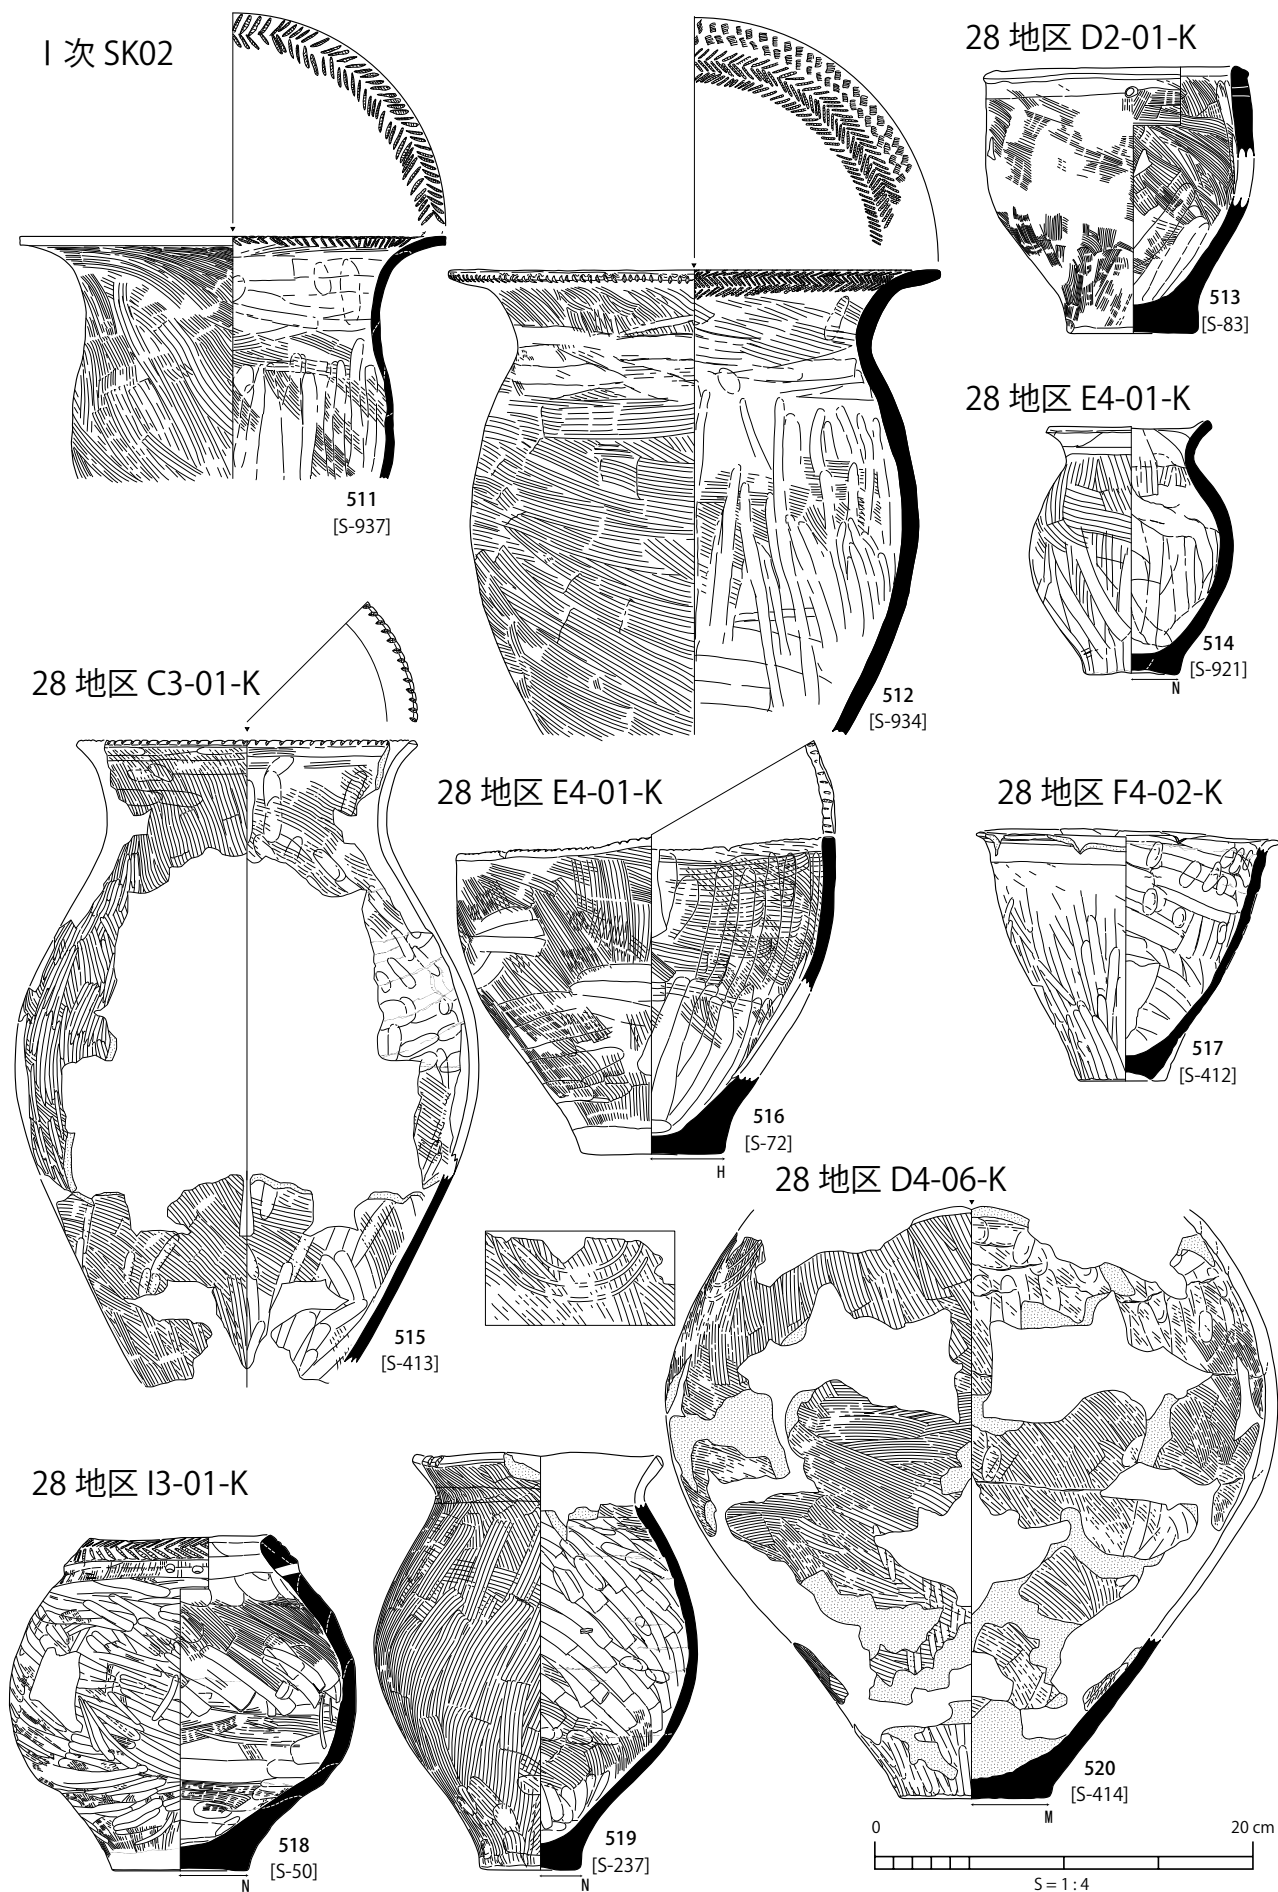 Ⅰ次 SK02
28 地区 D2-01-K
513
[S-83]
511
[S-937]
512
[S-934]
28 地区 E4-01-K
514
[S-921]
N
28 地区 C3-01-K
515
[S-413]
28 地区 E4-01-K
516
[S-72]
H
28 地区 F4-02-K
517
[S-412]
28 地区 D4-06-K
520
[S-414]
M
28 地区 I3-01-K
518
[S-50]
N
519
[S-237]
N
0 20 cm
S = 1 : 4